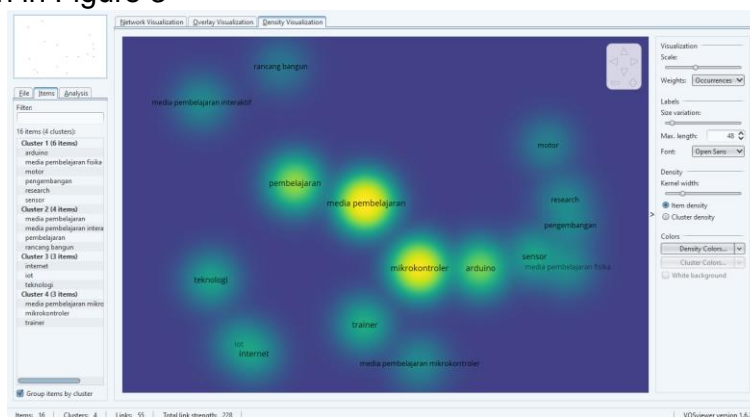 Network Visualization Overlay Visualization Density Visualization
File Items Analysis
Filter:
16 items (4 clusters):
Cluster 1 (6 items)
arduino
media pembelajaran fisika
motor
pengembangan
research
sensor
Cluster 2 (4 items)
media pembelajaran
media pembelajaran intera
pembelajaran
rancang bangun
Cluster 3 (3 items)
internet
iot
teknologi
Cluster 4 (3 items)
media pembelajaran mikro
mikrokontroler
trainer
Group items by cluster
rancang bangun
media pembelajaran interaktif
motor
pembelajaran
media pembelajaran
research
pengembangan
sensor
mikrokontroler
arduino
media pembelajaran fisika
teknologi
trainer
iot
internet
media pembelajaran mikrokontroler
Visualization
Scale:
Weights: Occurrences
Labels
Size variation:
Max. length: 48
Font: Open Sans
Density
Kernel width:
Item density
Cluster density
Colors
Density Colors...
Cluster Colors...
White background
Items: 16 Clusters: 4 Links: 55 Total link strength: 228
VOSviewer version 1.6